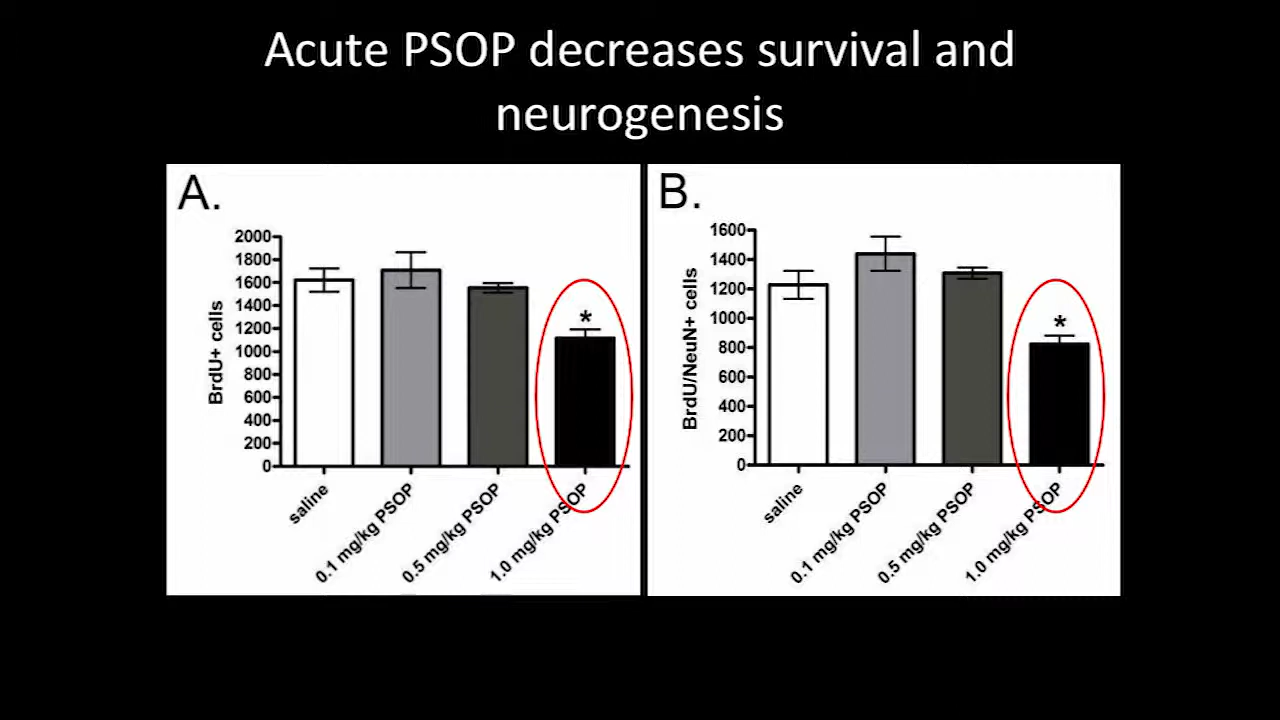 Acute PSOP decreases survival and
neurogenesis
A.
BrdU+ cells
2000
1800
1600
1400
1200
1000
800
600
400
200
0
*
saline
0.1 mg/kg PSOP
0.5 mg/kg PSOP
1.0 mg/kg PSOP
B.
BrdU/NeuN+ cells
1600
1400
1200
1000
800
600
400
200
0
*
saline
0.1 mg/kg PSOP
0.5 mg/kg PSOP
1.0 mg/kg PSOP